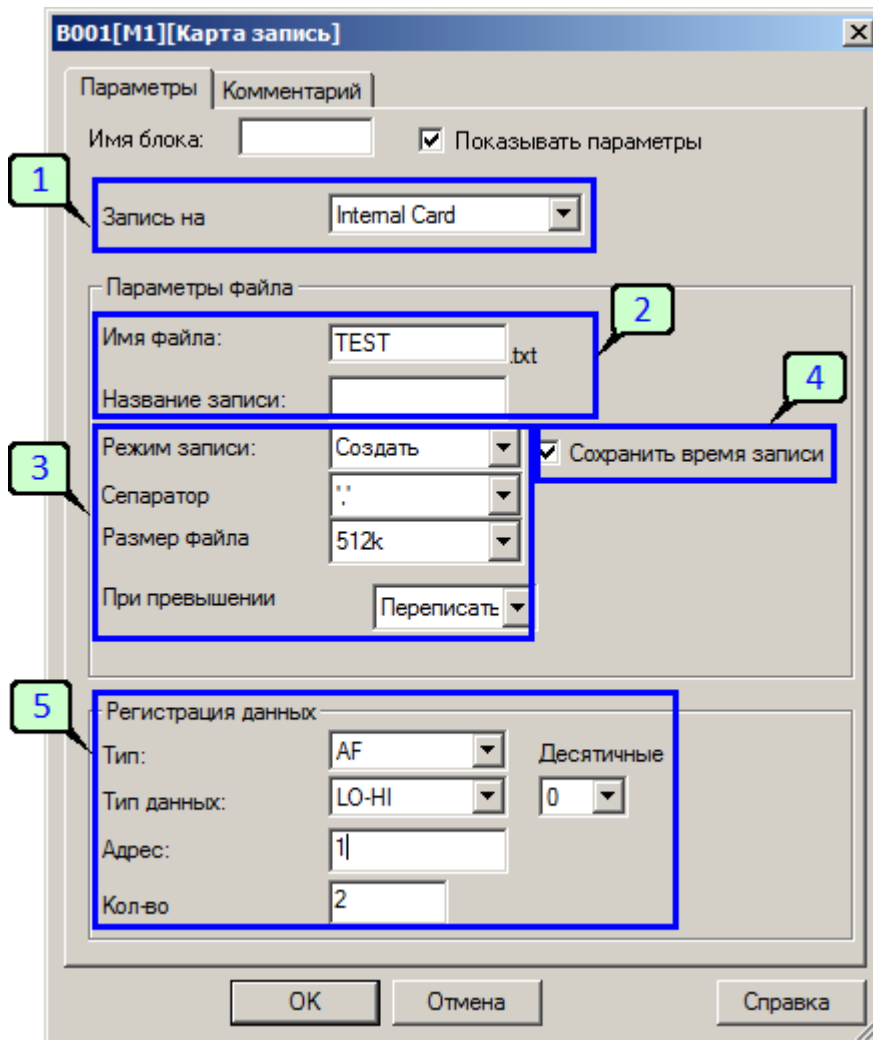 B001[M1][Карта запись]
Параметры Комментарий
Имя блока: Показывать параметры
1
Запись на Internal Card
Параметры файла
2
Имя файла: TEST .txt
4
Название записи:
3
Режим записи: Создать Сохранить время записи
Сепаратор ','
Размер файла 512k
При превышении Переписать
5
Регистрация данных
Тип: AF Десятичные
Тип данных: LO-HI 0
Адрес: 1
Кол-во 2
OK Отмена Справка